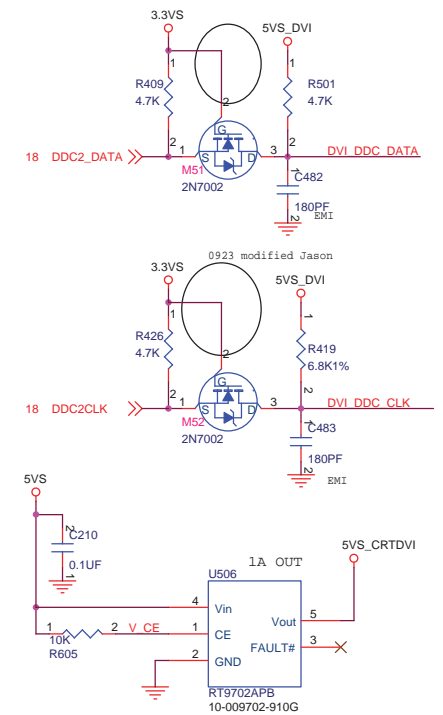 3.3VS
5VS_DVI
1
R409
4.7K
2
1
R501
4.7K
2
2
G
18 DDC2_DATA
1
S
D
3
DVI_DDC_DATA
M51
2N7002
1
C482
180PF
2
EMI
0923 modified Jason
3.3VS
5VS_DVI
1
R426
4.7K
2
1
R419
6.8K1%
2
2
G
18 DDC2CLK
1
S
D
3
DVI_DDC_CLK
M52
2N7002
1
C483
180PF
2
EMI
5VS
2
C210
0.1UF
1
1A OUT
5VS_CRTDVI
U506
4
Vin
Vout
5
1
10K
2
V_CE
1
CE
FAULT#
3
R605
2
GND
RT9702APB
10-009702-910G